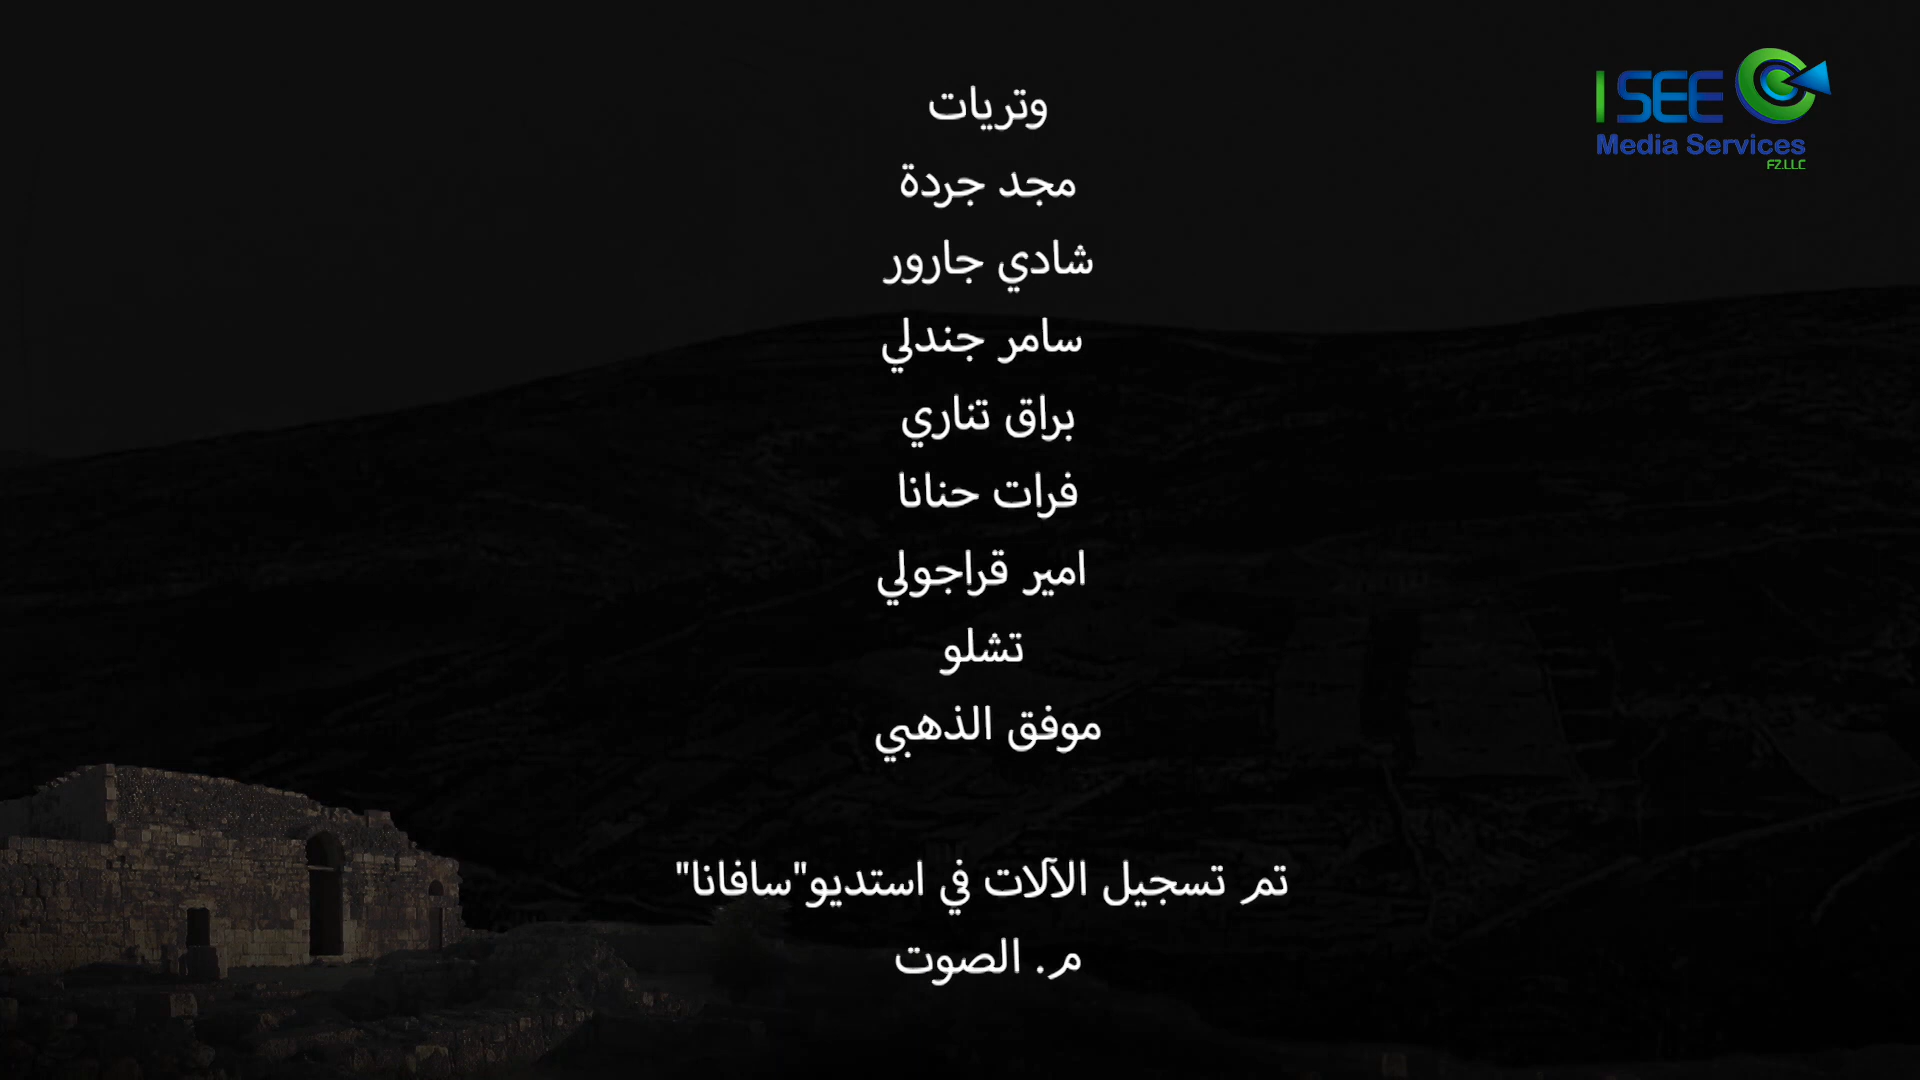 وتريات
مجد جردة
شادي جارور
سامر جندلي
براق تناري
فرات حنانا
امير قراجولي
تشلو
موفق الذهبي
تم تسجيل الآلات في استديو"سافانا"
م. الصوت
I SEE
Media Services
FZ.LLC